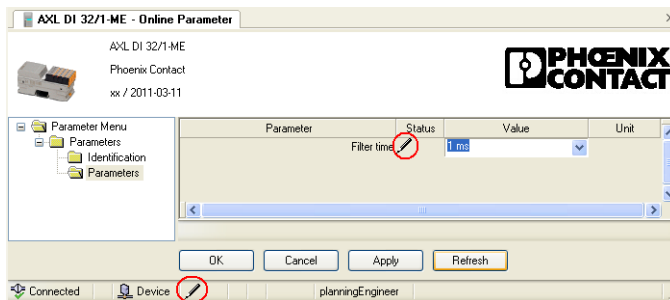 AXL DI 32/1-ME - Online Parameter
AXL DI 32/1-ME
Phoenix Contact
xx / 2011-03-11
PHŒNIX
CONTACT
Parameter Menu
Parameters
Identification
Parameters
Parameter Status Value Unit
Filter time 1 ms
OK Cancel Apply Refresh
Connected Device planningEngineer